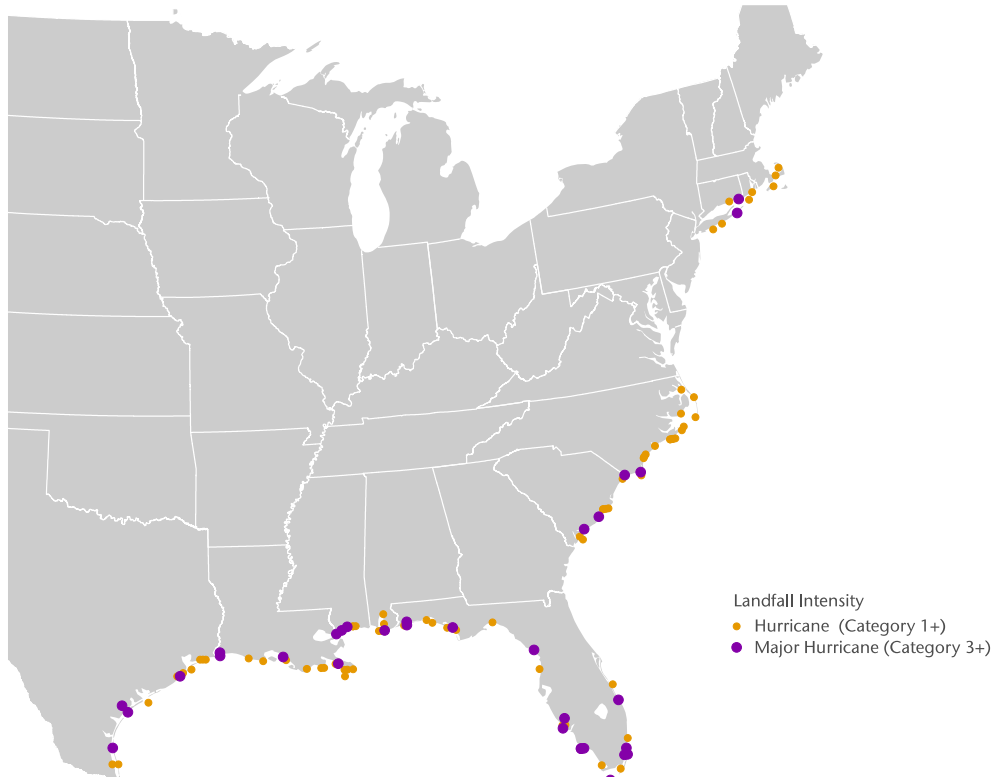 Landfall Intensity
Hurricane (Category 1+)
Major Hurricane (Category 3+)